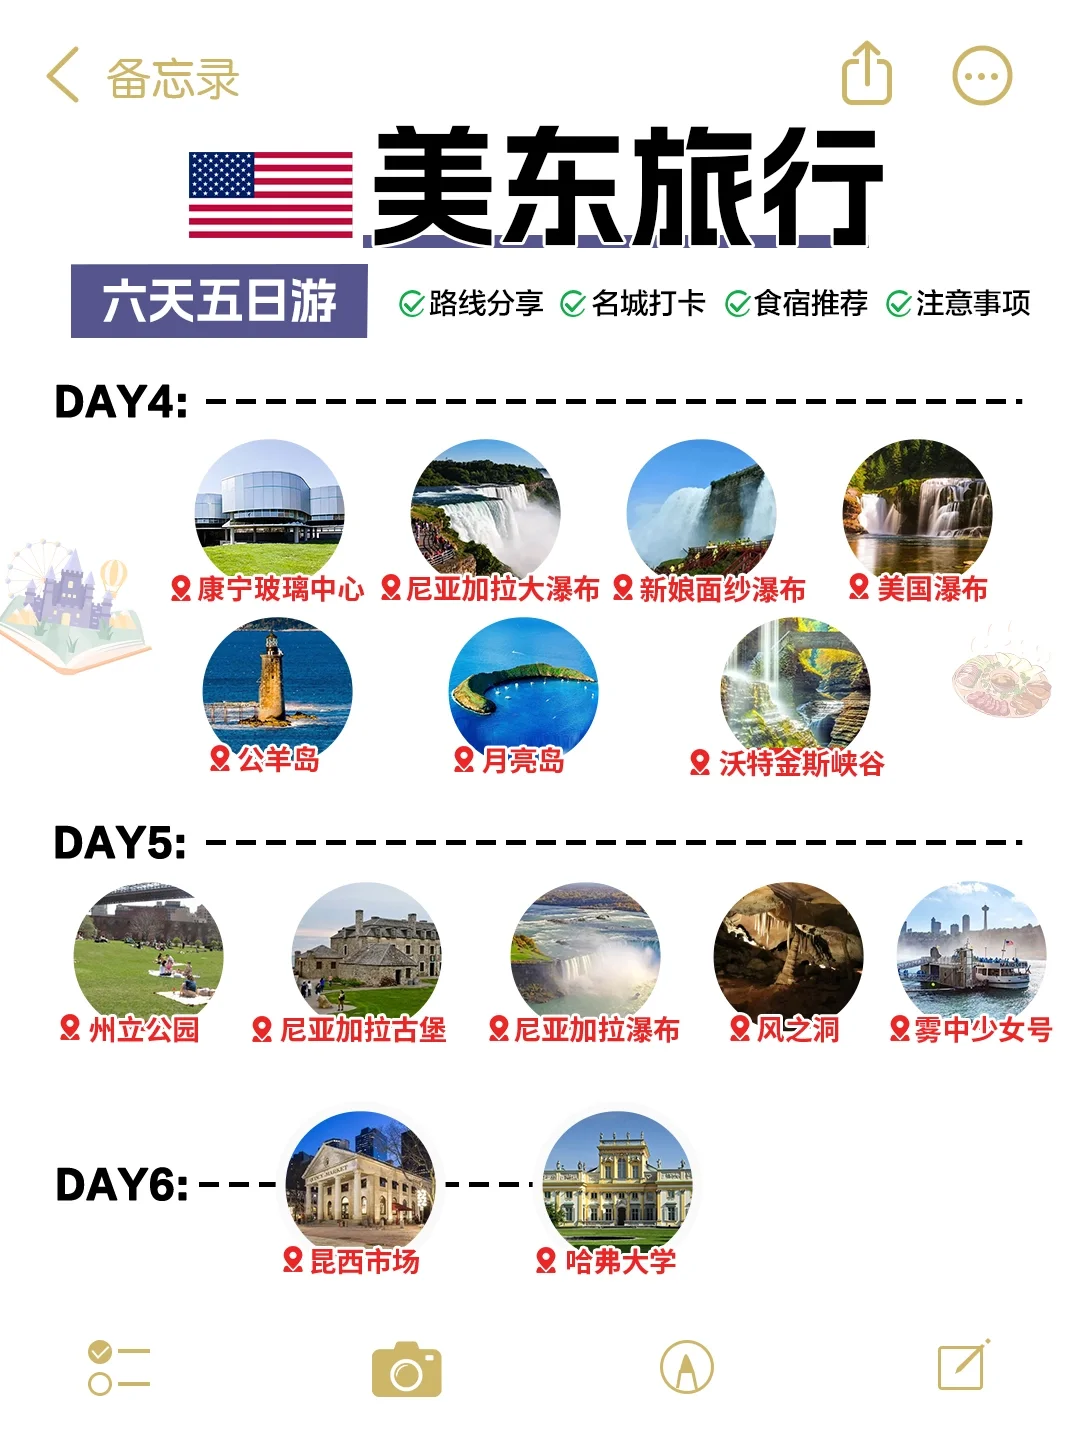 备忘录
美东旅行
六天五日游
路线分享 名城打卡 食宿推荐 注意事项
DAY4:
康宁玻璃中心 尼亚加拉大瀑布 新娘面纱瀑布 美国瀑布
公羊岛 月亮岛 沃特金斯峡谷
DAY5:
州立公园 尼亚加拉古堡 尼亚加拉瀑布 风之洞 雾中少女号
DAY6:
昆西市场 哈弗大学